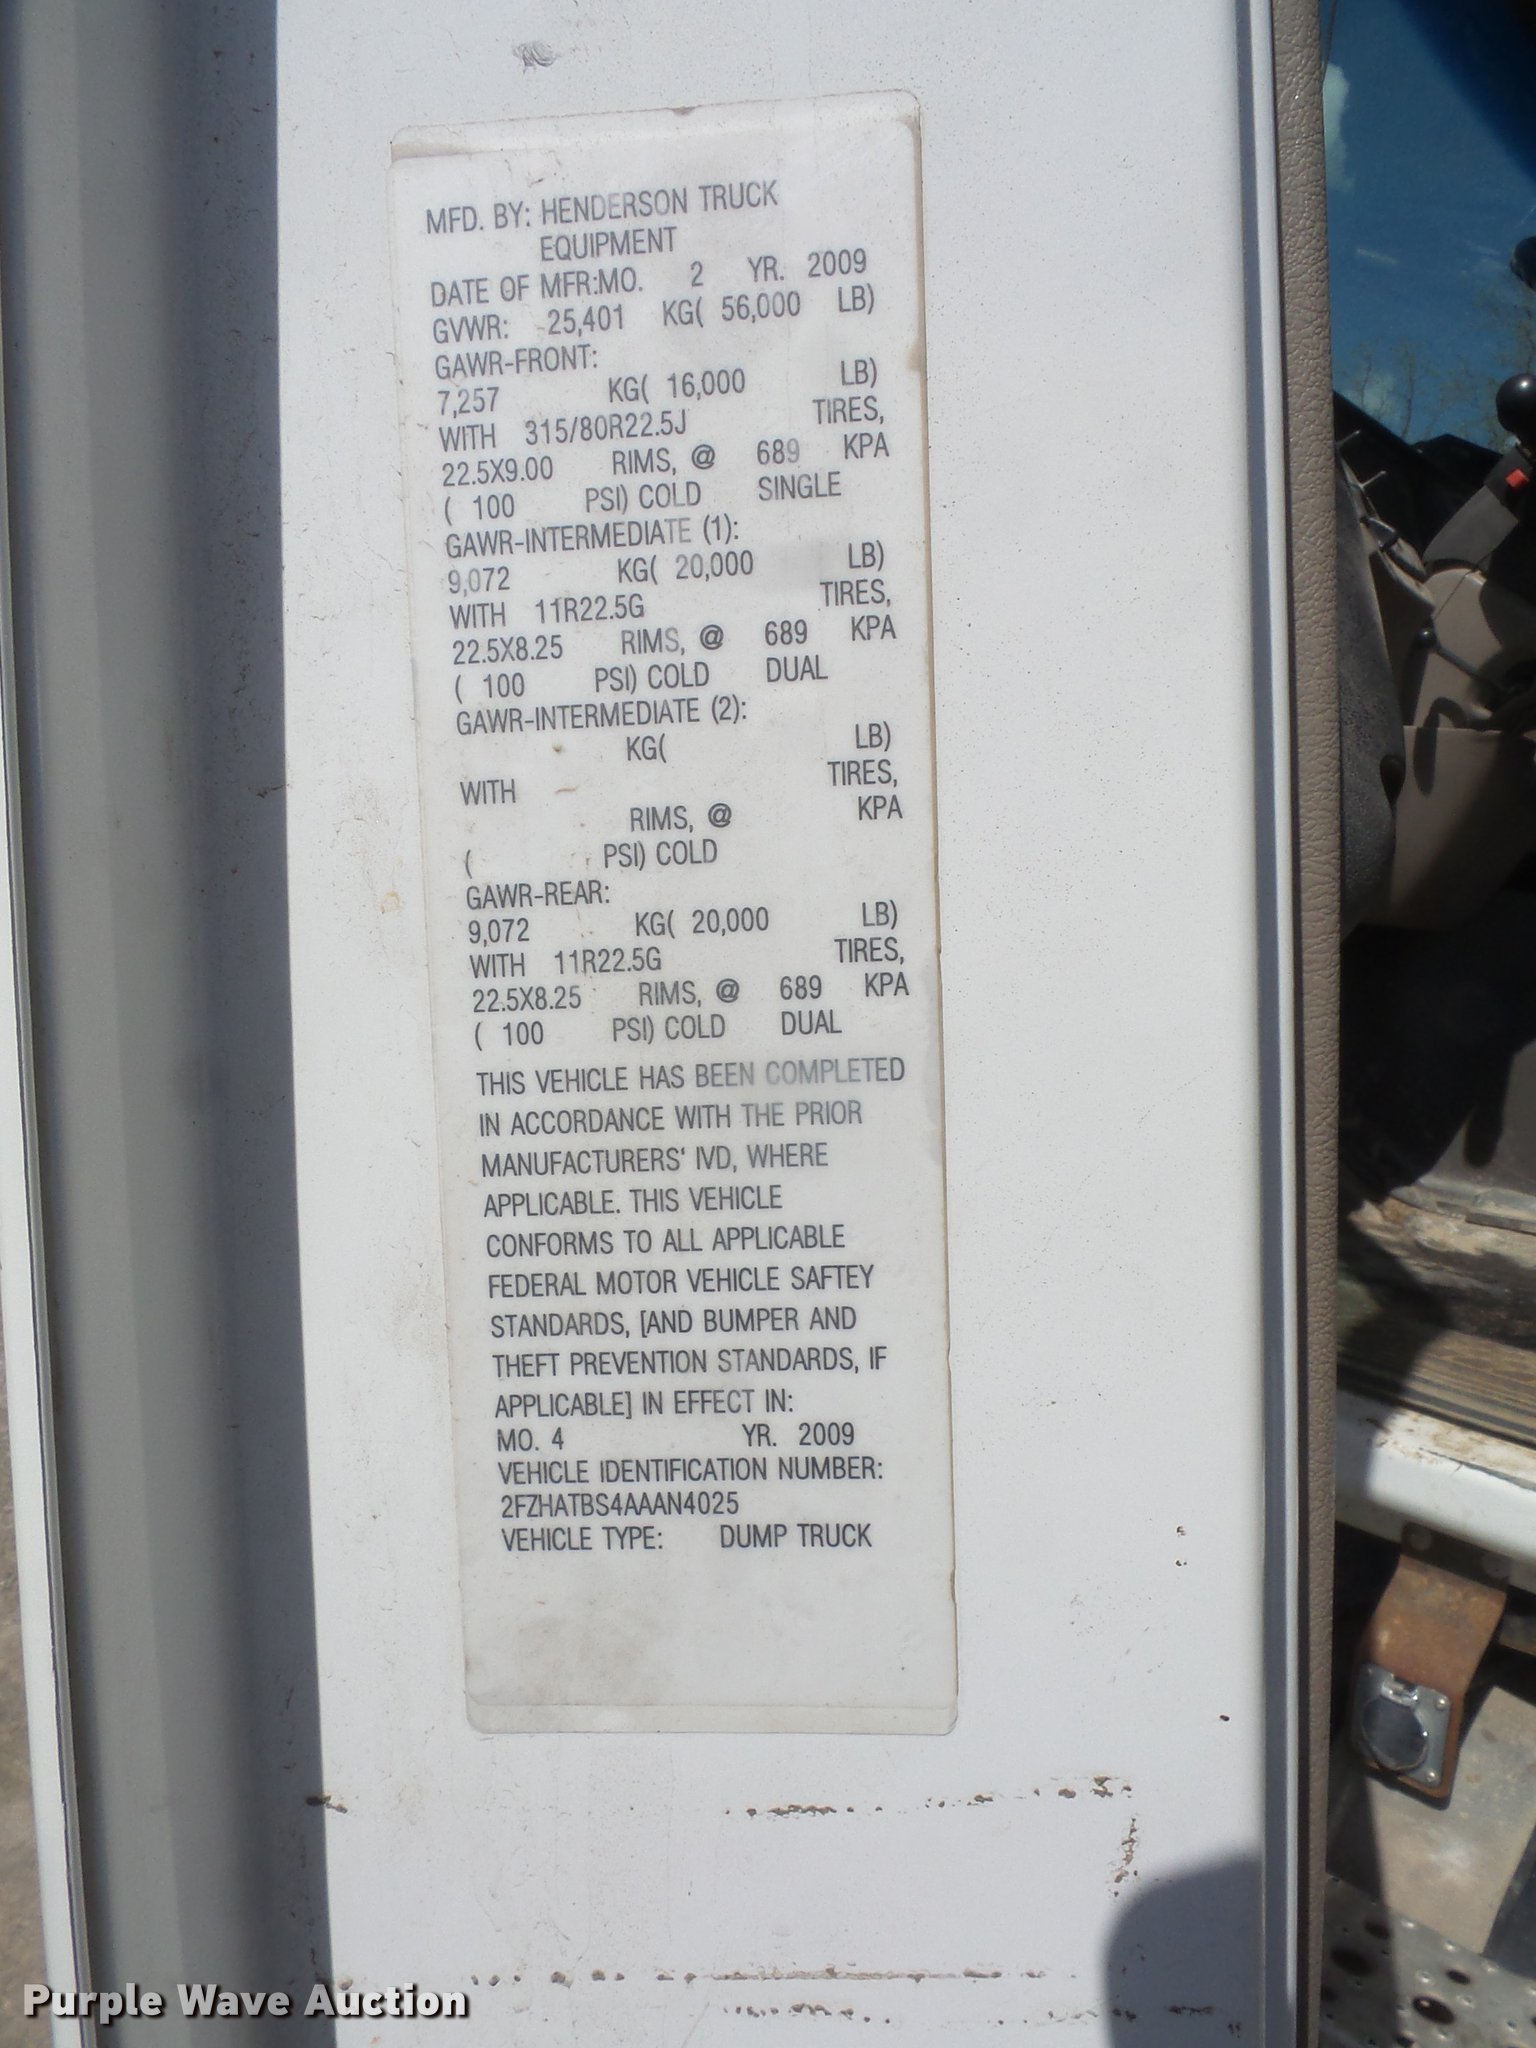 MFD. BY: HENDERSON TRUCK
EQUIPMENT
DATE OF MFR:MO. 2 YR. 2009
GVWR: 25,401 KG( 56,000 LB)
GAWR-FRONT:
7,257 KG( 16,000 LB)
WITH 315/80R22.5J TIRES,
22.5X9.00 RIMS, @ 689 KPA
( 100 PSI) COLD SINGLE
GAWR-INTERMEDIATE (1):
9,072 KG( 20,000 LB)
WITH 11R22.5G TIRES,
22.5X8.25 RIMS, @ 689 KPA
( 100 PSI) COLD DUAL
GAWR-INTERMEDIATE (2):
KG( LB)
WITH TIRES,
RIMS, @ KPA
( PSI) COLD
GAWR-REAR:
9,072 KG( 20,000 LB)
WITH 11R22.5G TIRES,
22.5X8.25 RIMS, @ 689 KPA
( 100 PSI) COLD DUAL
THIS VEHICLE HAS BEEN COMPLETED
IN ACCORDANCE WITH THE PRIOR
MANUFACTURERS' IVD, WHERE
APPLICABLE. THIS VEHICLE
CONFORMS TO ALL APPLICABLE
FEDERAL MOTOR VEHICLE SAFTEY
STANDARDS, [AND BUMPER AND
THEFT PREVENTION STANDARDS, IF
APPLICABLE] IN EFFECT IN:
MO. 4 YR. 2009
VEHICLE IDENTIFICATION NUMBER:
2FZHATBS4AAAN4025
VEHICLE TYPE: DUMP TRUCK
Purple Wave Auction